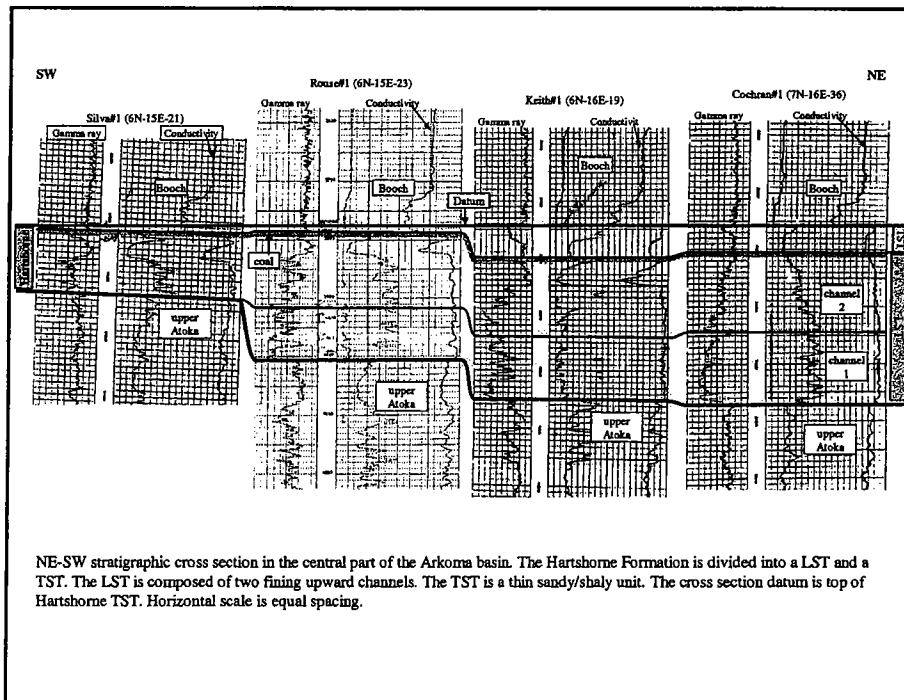 SW
NE
Rouse#1 (6N-15E-23)
Cochran#1 (7N-16E-36)
Keith#1 (6N-16E-19)
Silva#1 (6N-15E-21)
Gamma ray
Conductivity
Gamma ray
Conductivity
Gamma ray
Conductivit
Gamma ray
Conductivity
Booch
Booch
Booch
Booch
Datum
Hartshorne
coal
TST
LST
upper
Atoka
channel
2
channel
1
upper
Atoka
upper
Atoka
upper
Atoka
NE-SW stratigraphic cross section in the central part of the Arkoma basin. The Hartshorne Formation is divided into a LST and a
TST. The LST is composed of two fining upward channels. The TST is a thin sandy/shaly unit. The cross section datum is top of
Hartshorne TST. Horizontal scale is equal spacing.